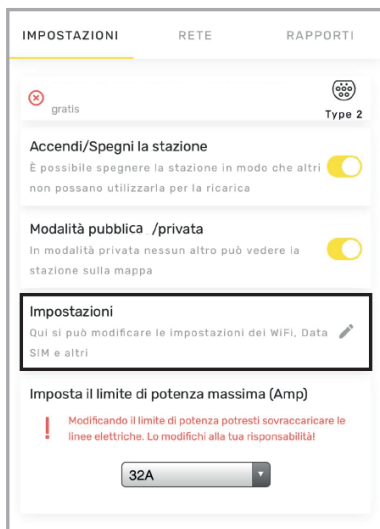 IMPOSTAZIONI RETE RAPPORTI
gratis
Type 2
Accendi/Spegni la stazione
È possibile spegnere la stazione in modo che altri
non possano utilizzarla per la ricarica
Modalità pubblica /privata
In modalità privata nessun altro può vedere la
stazione sulla mappa
Impostazioni
Qui si può modificare le impostazioni dei WiFi, Data
SIM e altri
Imposta il limite di potenza massima (Amp)
Modificando il limite di potenza potresti sovraccaricare le
linee elettriche. Lo modifichi alla tua risponsabilità!
32A